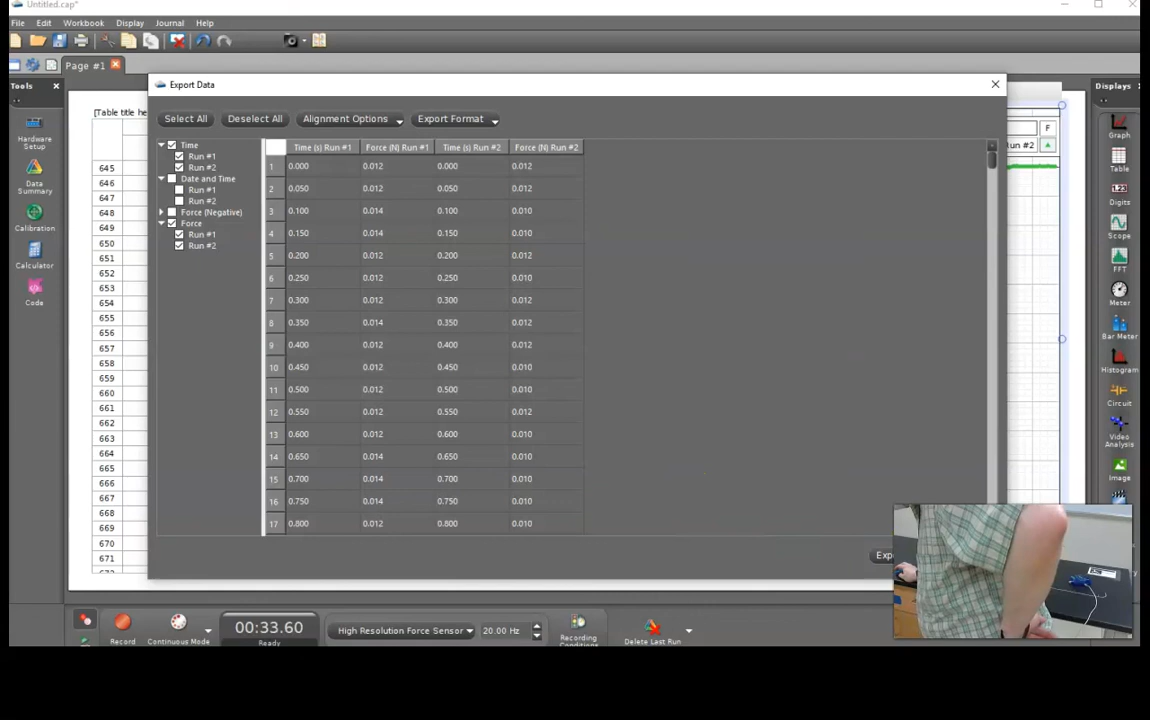 Untitled.cap*
File Edit Workbook Display Journal Help
Page #1
Tools
Displays
Hardware Setup
Data Summary
Calibration
Calculator
Code
[Table title he
645
646
647
648
649
650
651
652
653
654
655
656
657
658
659
660
661
662
663
664
665
666
667
668
669
670
671
Export Data
Select All Deselect All Alignment Options Export Format
Time
Run #1
Run #2
Date and Time
Run #1
Run #2
Force (Negative)
Force
Run #1
Run #2
Time (s) Run #1 Force (N) Run #1 Time (s) Run #2 Force (N) Run #2
1 0.000 0.012 0.000 0.012
2 0.050 0.012 0.050 0.012
3 0.100 0.014 0.100 0.010
4 0.150 0.014 0.150 0.010
5 0.200 0.012 0.200 0.012
6 0.250 0.012 0.250 0.010
7 0.300 0.012 0.300 0.012
8 0.350 0.014 0.350 0.012
9 0.400 0.012 0.400 0.012
10 0.450 0.012 0.450 0.010
11 0.500 0.012 0.500 0.010
12 0.550 0.012 0.550 0.012
13 0.600 0.012 0.600 0.010
14 0.650 0.014 0.650 0.010
15 0.700 0.014 0.700 0.010
16 0.750 0.014 0.750 0.010
17 0.800 0.012 0.800 0.010
Exp
F
un #2
Graph
Table
Digits
Scope
FFT
Meter
Bar Meter
Histogram
Circuit
Video Analysis
Image
Record
Continuous Mode
00:33.60
Ready
High Resolution Force Sensor
20.00 Hz
Recording Conditions
Delete Last Run